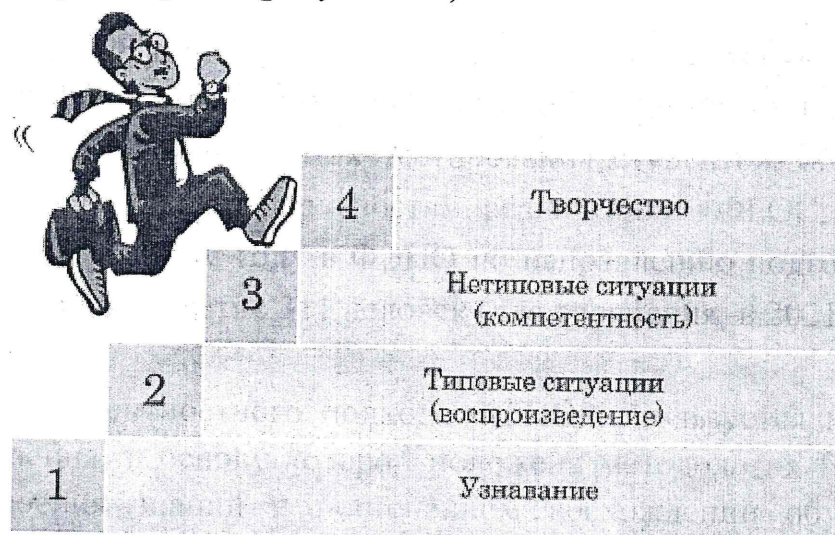 4 Творчество
3 Нетиповые ситуации
(компетентность)
2 Типовые ситуации
(воспроизведение)
1 Узнавание